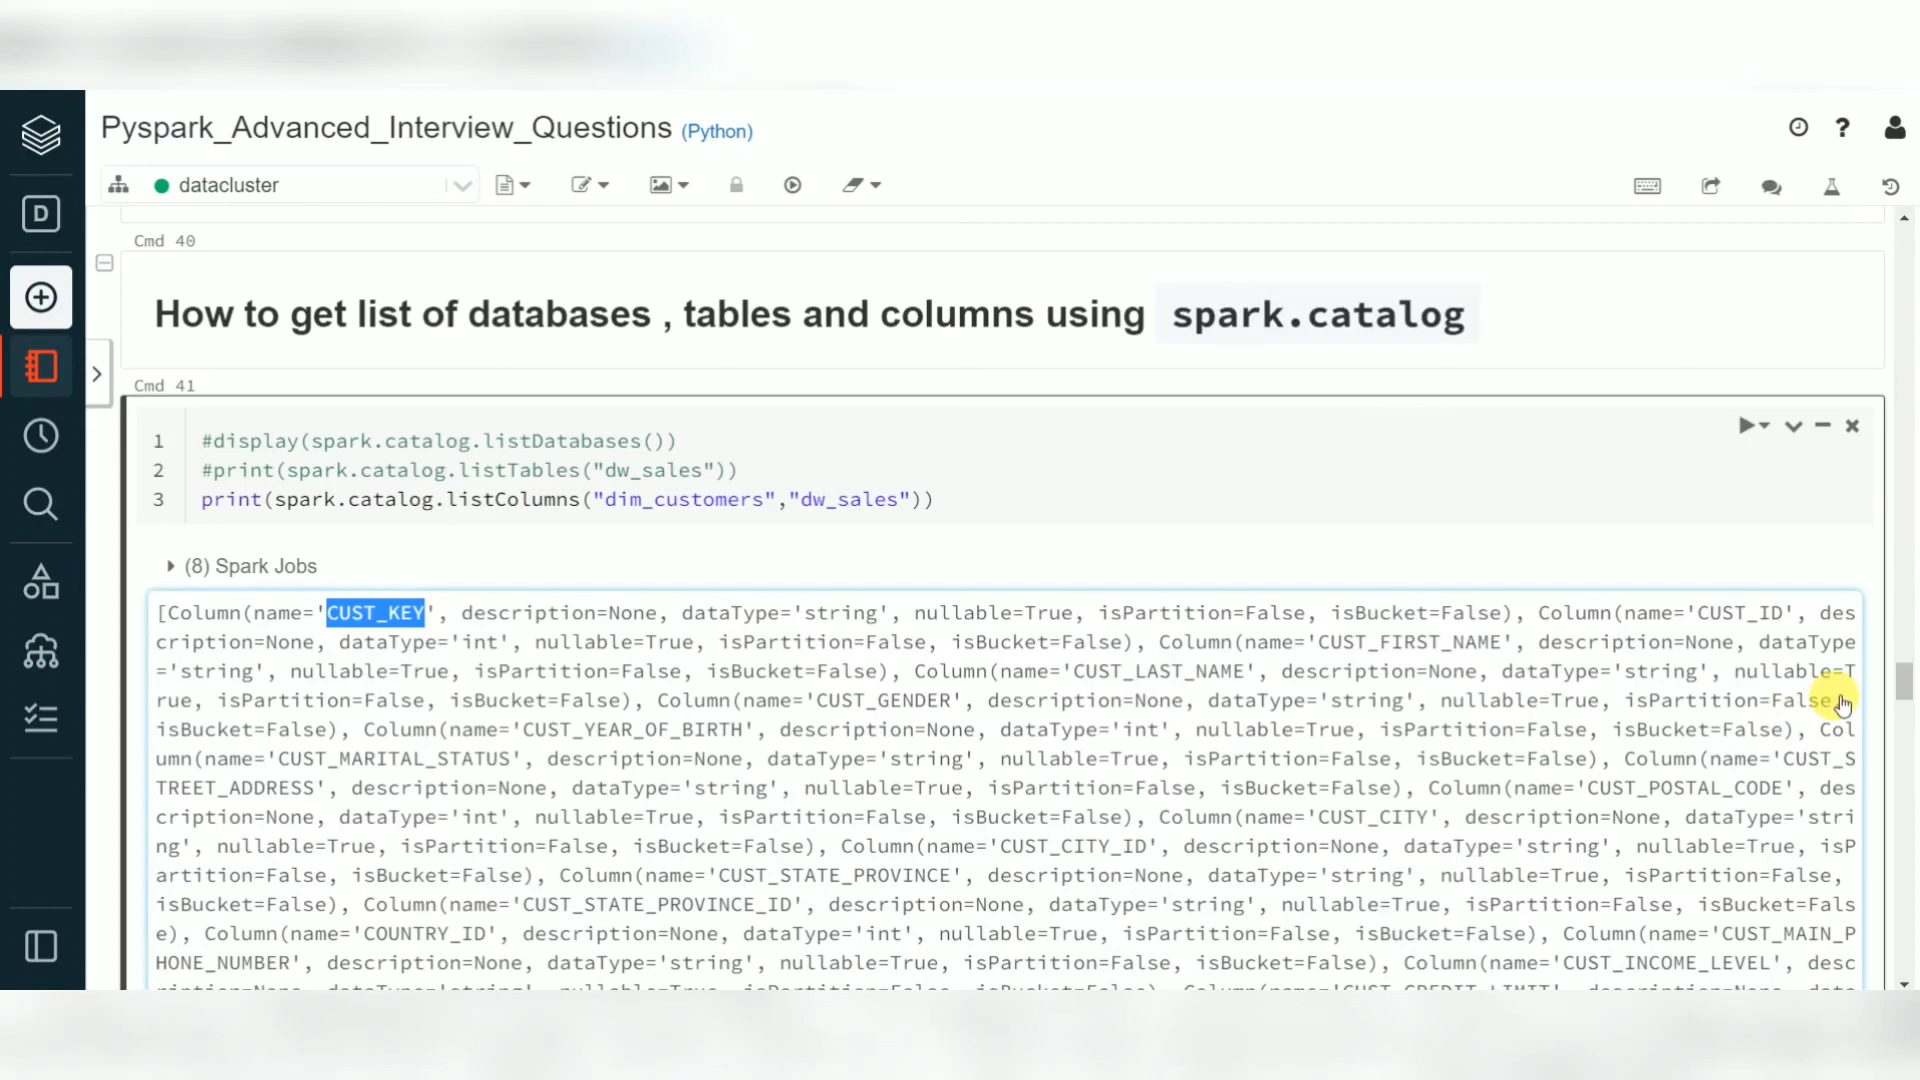 Pyspark_Advanced_Interview_Questions (Python)
datacluster
Cmd 40
How to get list of databases , tables and columns using spark.catalog
Cmd 41
1 #display(spark.catalog.listDatabases())
2 #print(spark.catalog.listTables("dw_sales"))
3 print(spark.catalog.listColumns("dim_customers","dw_sales"))
(8) Spark Jobs
[Column(name='CUST_KEY', description=None, dataType='string', nullable=True, isPartition=False, isBucket=False), Column(name='CUST_ID', des
cription=None, dataType='int', nullable=True, isPartition=False, isBucket=False), Column(name='CUST_FIRST_NAME', description=None, dataType
='string', nullable=True, isPartition=False, isBucket=False), Column(name='CUST_LAST_NAME', description=None, dataType='string', nullable=T
rue, isPartition=False, isBucket=False), Column(name='CUST_GENDER', description=None, dataType='string', nullable=True, isPartition=False,
isBucket=False), Column(name='CUST_YEAR_OF_BIRTH', description=None, dataType='int', nullable=True, isPartition=False, isBucket=False), Col
umn(name='CUST_MARITAL_STATUS', description=None, dataType='string', nullable=True, isPartition=False, isBucket=False), Column(name='CUST_S
TREET_ADDRESS', description=None, dataType='string', nullable=True, isPartition=False, isBucket=False), Column(name='CUST_POSTAL_CODE', des
cription=None, dataType='int', nullable=True, isPartition=False, isBucket=False), Column(name='CUST_CITY', description=None, dataType='stri
ng', nullable=True, isPartition=False, isBucket=False), Column(name='CUST_CITY_ID', description=None, dataType='string', nullable=True, isP
artition=False, isBucket=False), Column(name='CUST_STATE_PROVINCE', description=None, dataType='string', nullable=True, isPartition=False,
isBucket=False), Column(name='CUST_STATE_PROVINCE_ID', description=None, dataType='string', nullable=True, isPartition=False, isBucket=Fals
e), Column(name='COUNTRY_ID', description=None, dataType='int', nullable=True, isPartition=False, isBucket=False), Column(name='CUST_MAIN_P
HONE_NUMBER', description=None, dataType='string', nullable=True, isPartition=False, isBucket=False), Column(name='CUST_INCOME_LEVEL', desc